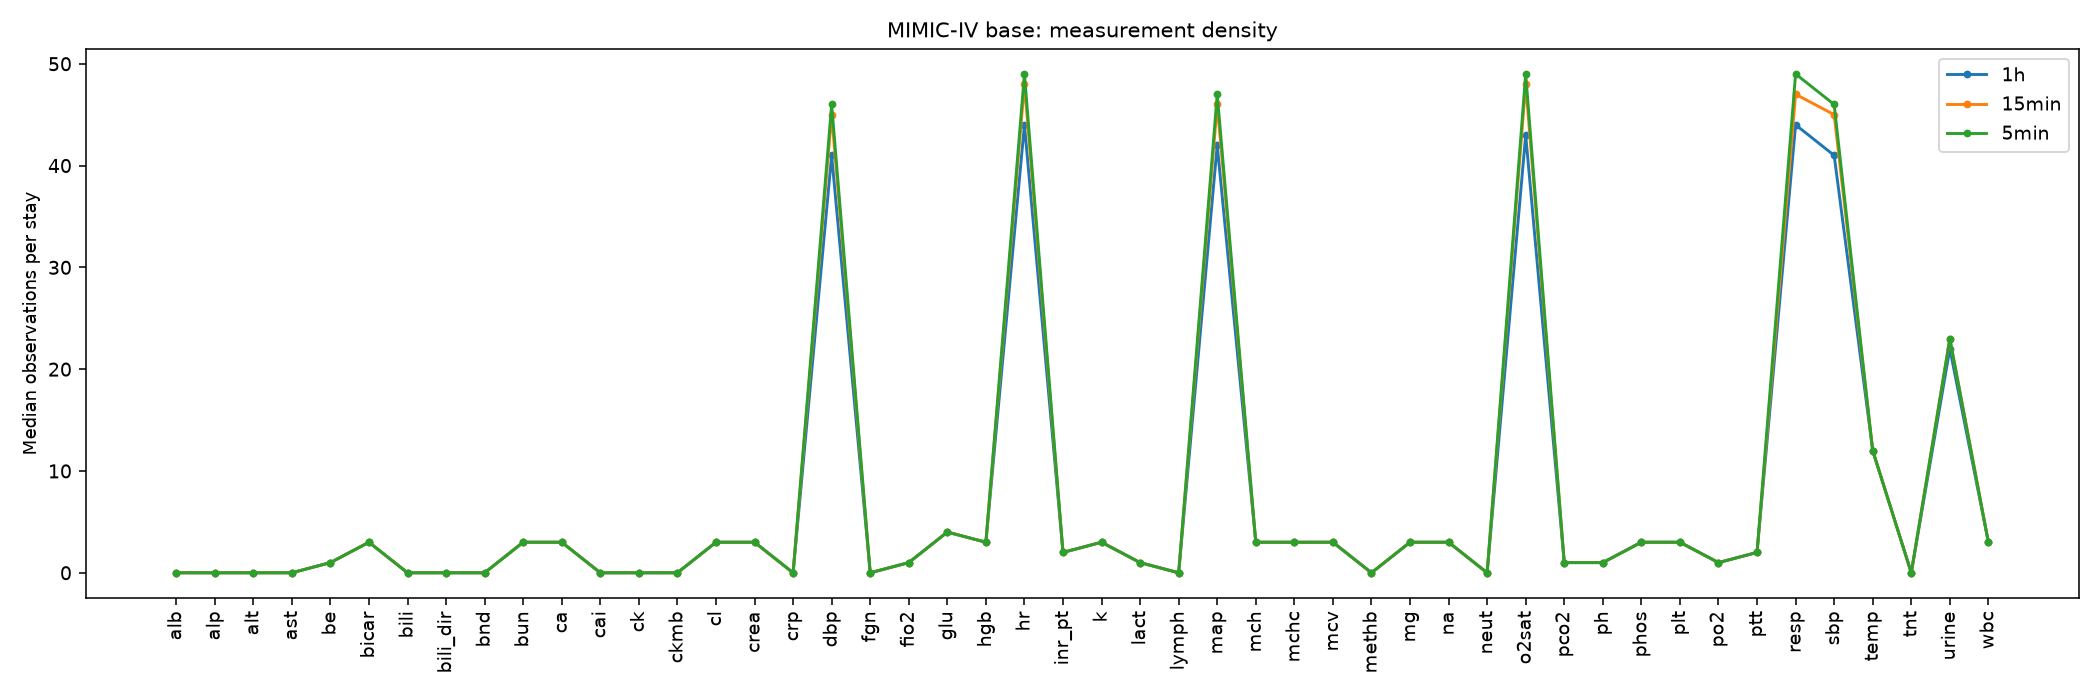 MIMIC-IV base: measurement density
Median observations per stay
50
40
30
20
10
0
1h
15min
5min
alb
alp
alt
ast
be
bicar
bili
bili_dir
bnd
bun
ca
cai
ck
ckmb
cl
crea
crp
dbp
fgn
fio2
glu
hgb
hr
inr_pt
k
lact
lymph
map
mch
mchc
mcv
methb
mg
na
neut
o2sat
pco2
ph
phos
plt
po2
ptt
resp
sbp
temp
tnt
urine
wbc